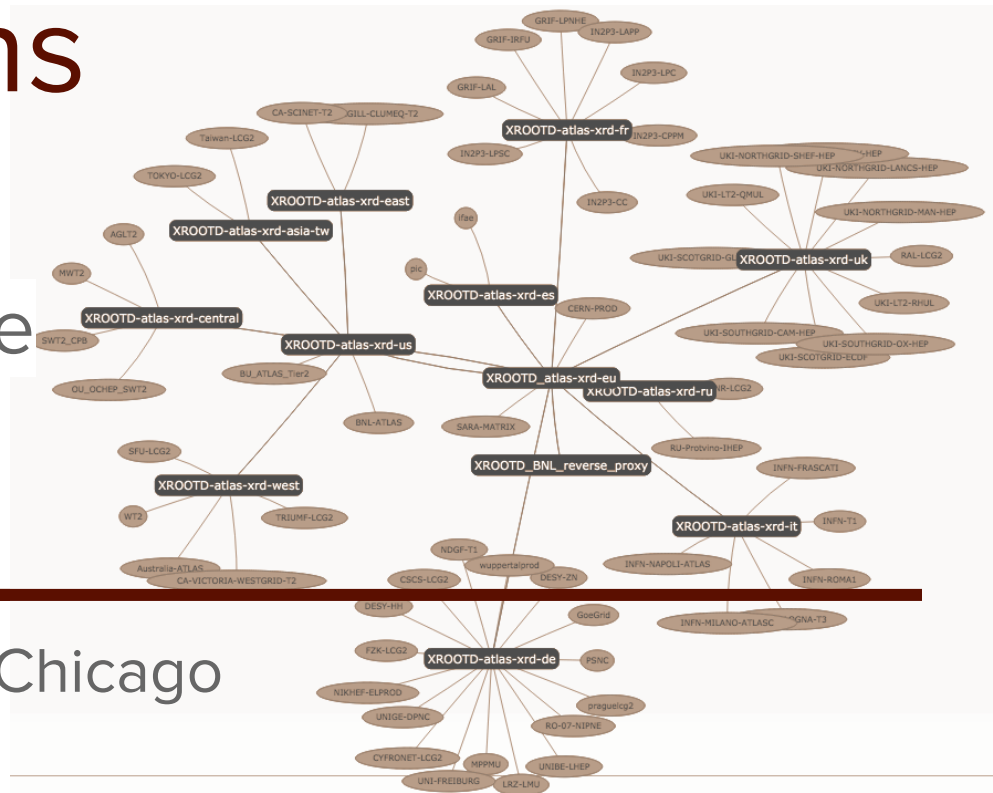 ns
GRIF-LPNHE
IN2P3-LAPP
GRIF-IRFU
IN2P3-LPC
GRIF-LAL
CA-SCINET-T2
GILL-CLUMEQ-T2
XROOTD-atlas-xrd-fr
IN2P3-CPPM
Taiwan-LCG2
IN2P3-LPSC
UKI-NORTHGRID-SHEF-HEP
-HEP
UKI-NORTHGRID-LANCS-HEP
TOKYO-LCG2
UKI-LT2-QMUL
XROOTD-atlas-xrd-east
IN2P3-CC
UKI-NORTHGRID-MAN-HEP
ifae
XROOTD-atlas-xrd-asia-tw
AGLT2
UKI-SCOTGRID-GL
XROOTD-atlas-xrd-uk
RAL-LCG2
pic
MWT2
XROOTD-atlas-xrd-es
UKI-LT2-RHUL
CERN-PROD
XROOTD-atlas-xrd-central
e
UKI-SOUTHGRID-CAM-HEP
SWT2_CPB
XROOTD-atlas-xrd-us
UKI-SOUTHGRID-OX-HEP
UKI-SCOTGRID-ECDF
BU_ATLAS_Tier2
XROOTD_atlas-xrd-eu
OU_OCHEP_SWT2
XROOTD-atlas-xrd-ru
NR-LCG2
BNL-ATLAS
SARA-MATRIX
RU-Protvino-IHEP
SFU-LCG2
XROOTD_BNL_reverse_proxy
INFN-FRASCATI
XROOTD-atlas-xrd-west
WT2
TRIUMF-LCG2
XROOTD-atlas-xrd-it
INFN-T1
NDGF-T1
wuppertalprod
INFN-NAPOLI-ATLAS
Australia-ATLAS
CA-VICTORIA-WESTGRID-T2
CSCS-LCG2
DESY-ZN
INFN-ROMA1
DESY-HH
GoeGrid
INFN-MILANO-ATLASC
OGNA-T3
FZK-LCG2
XROOTD-atlas-xrd-de
PSNC
Chicago
NIKHEF-ELPROD
praguelcg2
UNIGE-DPNC
RO-07-NIPNE
CYFRONET-LCG2
MPPMU
UNIBE-LHEP
UNI-FREIBURG
LRZ-LMU